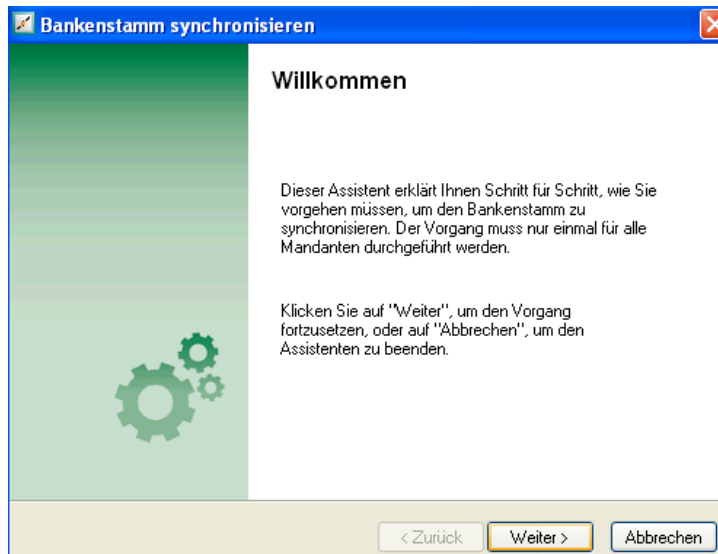 Bankenstamm synchronisieren
Willkommen
Dieser Assistent erklärt Ihnen Schritt für Schritt, wie Sie
vorgehen müssen, um den Bankenstamm zu
synchronisieren. Der Vorgang muss nur einmal für alle
Mandanten durchgeführt werden.
Klicken Sie auf "Weiter", um den Vorgang
fortzusetzen, oder auf "Abbrechen", um den
Assistenten zu beenden.
< Zurück Weiter > Abbrechen